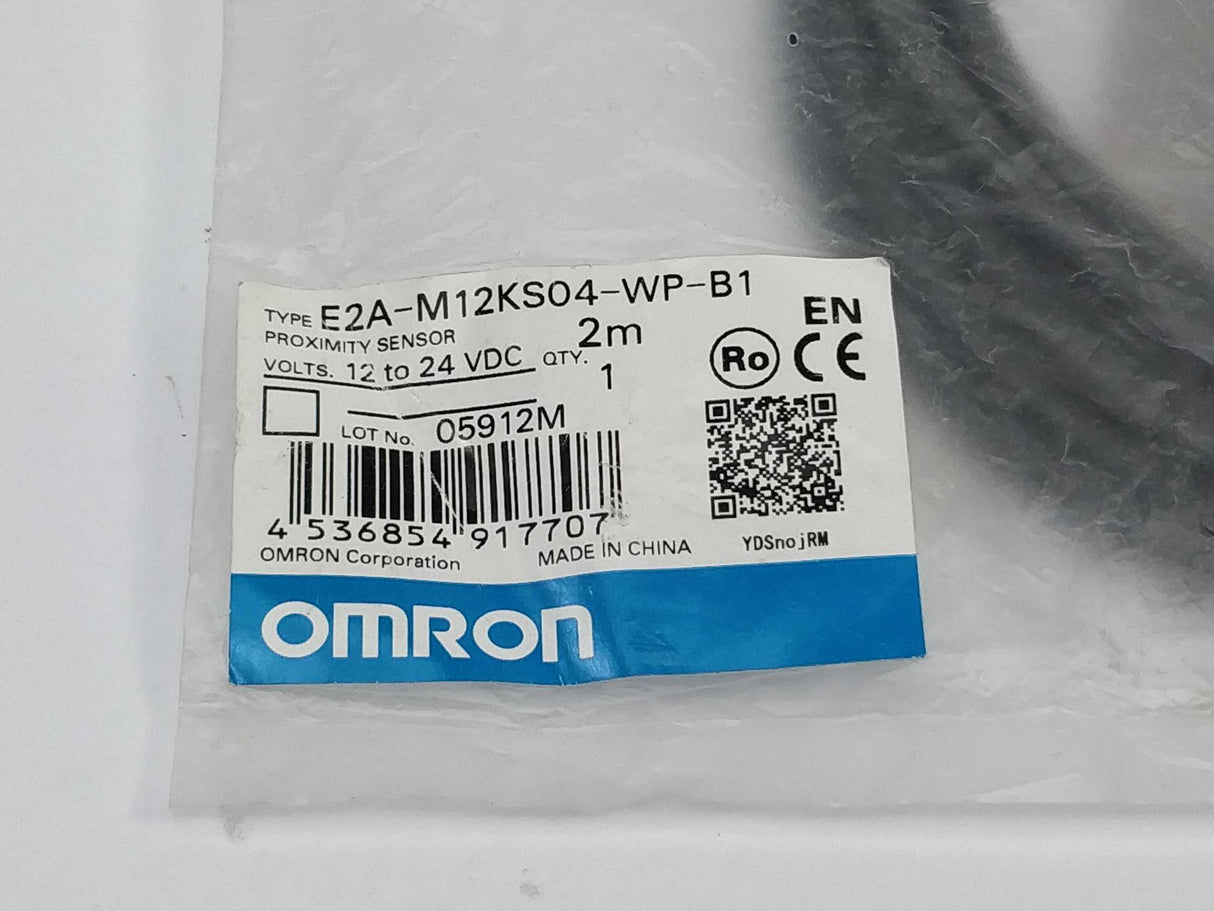 TYPE E2A-M12KS04-WP-B1
PROXIMITY SENSOR 2m
VOLTS. 12 to 24 VDC QTY. 1
EN
Ro CE
LOT No. 05912M
4 536854 917707
OMRON Corporation MADE IN CHINA
YDSnojRM
OMRON